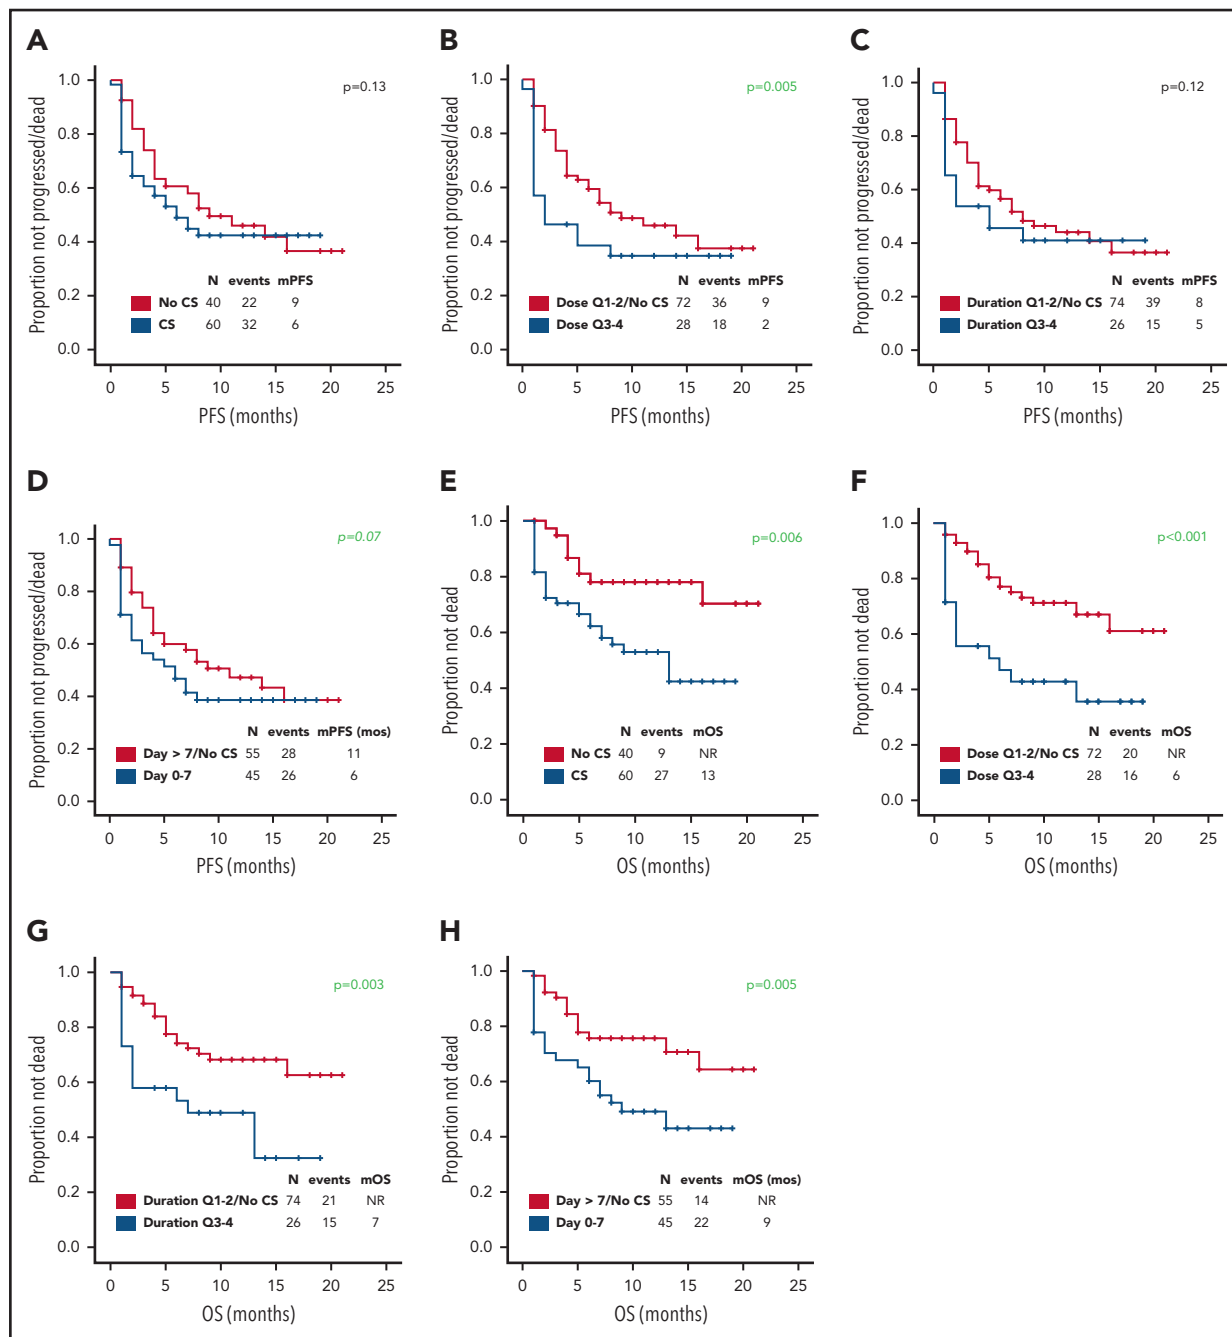 A
Proportion not progressed/dead
1.0
0.8
0.6
0.4
0.2
0.0
p=0.13
N events mPFS
No CS 40 22 9
CS 60 32 6
0 5 10 15 20 25
PFS (months)
B
Proportion not progressed/dead
1.0
0.8
0.6
0.4
0.2
0.0
p=0.005
N events mPFS
Dose Q1-2/No CS 72 36 9
Dose Q3-4 28 18 2
0 5 10 15 20 25
PFS (months)
C
Proportion not progressed/dead
1.0
0.8
0.6
0.4
0.2
0.0
p=0.12
N events mPFS
Duration Q1-2/No CS 74 39 8
Duration Q3-4 26 15 5
0 5 10 15 20 25
PFS (months)
D
Proportion not progressed/dead
1.0
0.8
0.6
0.4
0.2
0.0
p=0.07
N events mPFS (mos)
Day > 7/No CS 55 28 11
Day 0-7 45 26 6
0 5 10 15 20 25
PFS (months)
E
Proportion not dead
1.0
0.8
0.6
0.4
0.2
0.0
p=0.006
N events mOS
No CS 40 9 NR
CS 60 27 13
0 5 10 15 20 25
OS (months)
F
Proportion not dead
1.0
0.8
0.6
0.4
0.2
0.0
p<0.001
N events mOS
Dose Q1-2/No CS 72 20 NR
Dose Q3-4 28 16 6
0 5 10 15 20 25
OS (months)
G
Proportion not dead
1.0
0.8
0.6
0.4
0.2
0.0
p=0.003
N events mOS
Duration Q1-2/No CS 74 21 NR
Duration Q3-4 26 15 7
0 5 10 15 20 25
OS (months)
H
Proportion not dead
1.0
0.8
0.6
0.4
0.2
0.0
p=0.005
N events mOS (mos)
Day > 7/No CS 55 14 NR
Day 0-7 45 22 9
0 5 10 15 20 25
OS (months)